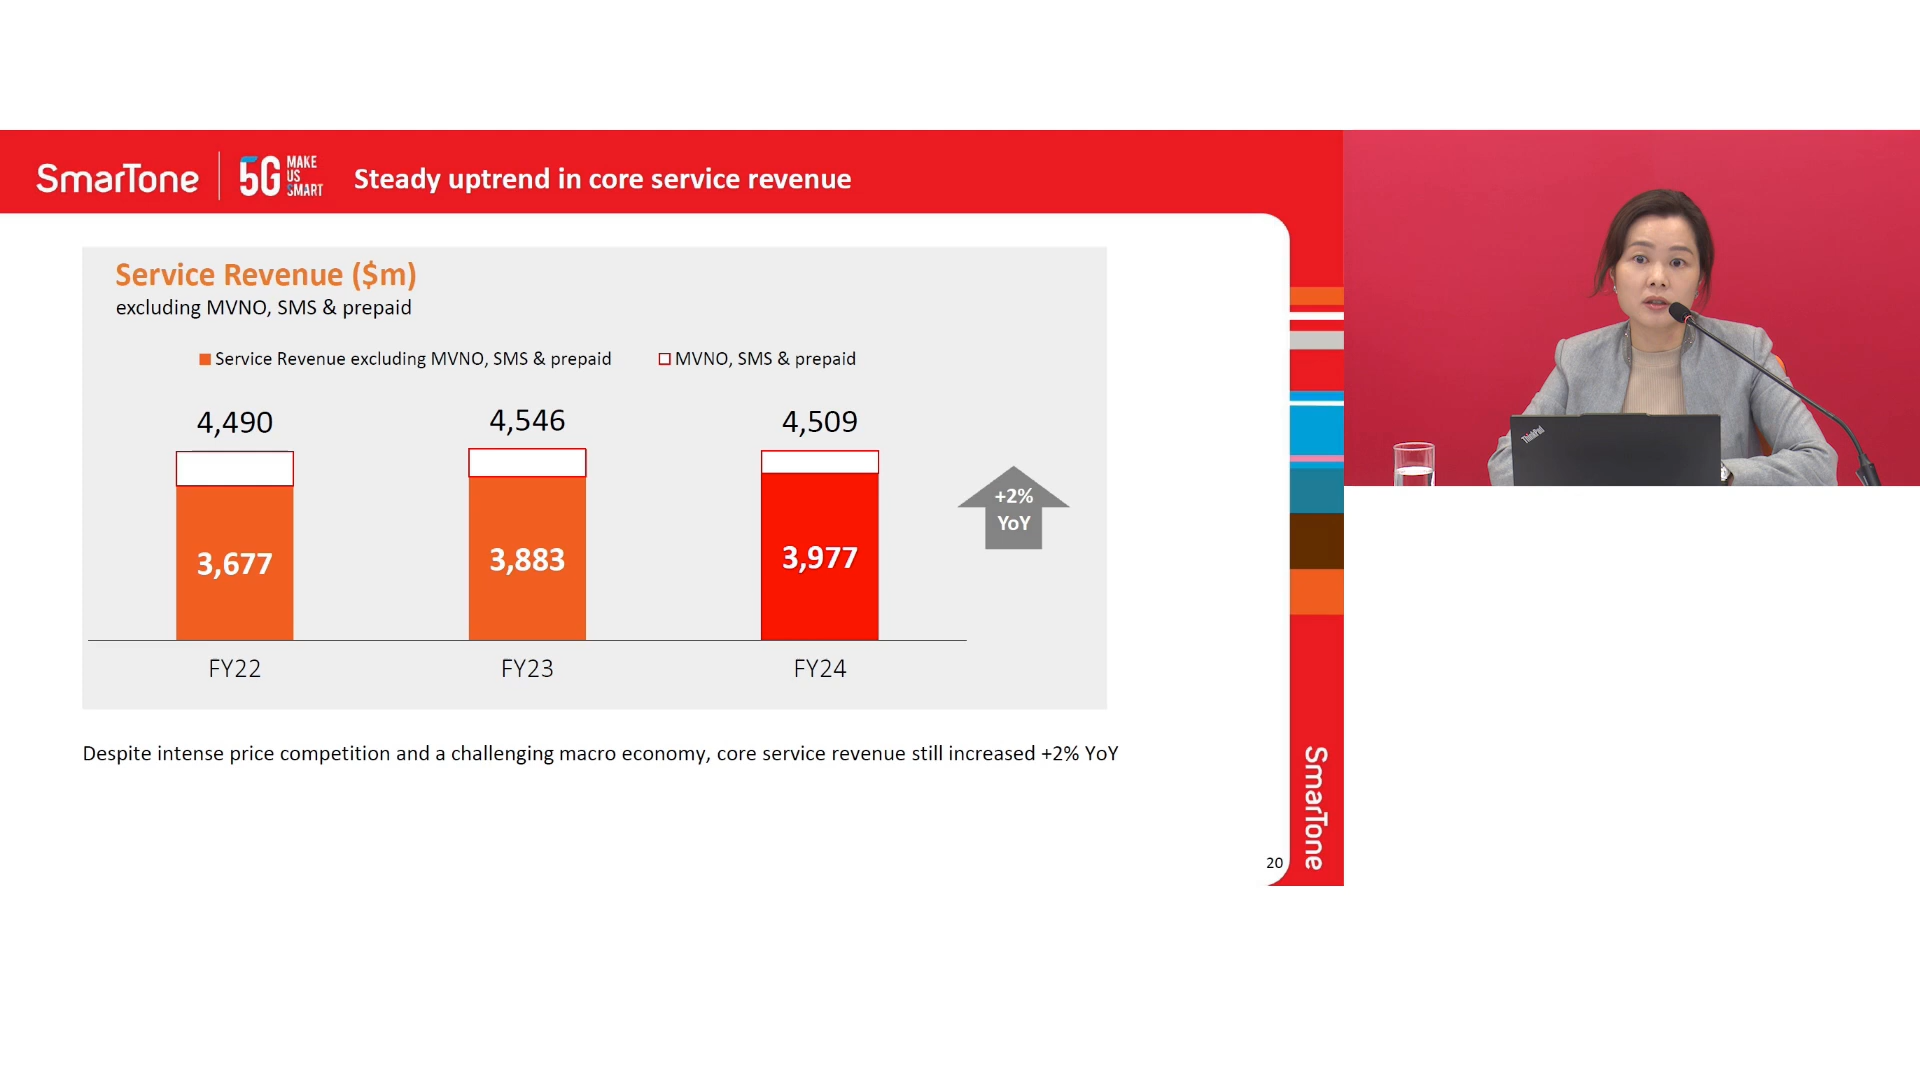 SmarTone
5G
MAKE
US
SMART
Steady uptrend in core service revenue
Service Revenue ($m)
excluding MVNO, SMS & prepaid
Service Revenue excluding MVNO, SMS & prepaid
MVNO, SMS & prepaid
4,490
4,546
4,509
3,677
3,883
3,977
+2%
YoY
FY22
FY23
FY24
Despite intense price competition and a challenging macro economy, core service revenue still increased +2% YoY
20
SmarTone
ThinkPad